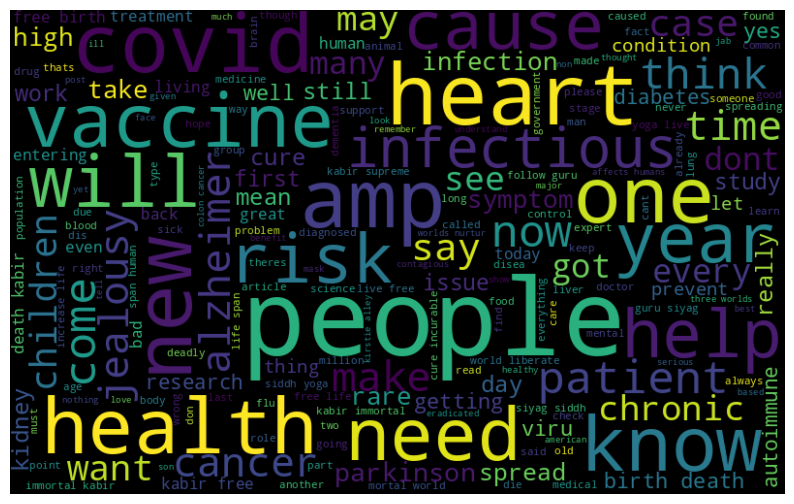 free birth treatment much though brain may cause case caused fact found yes
ill
high covid many human animal condition jab common
thats infection think non made thought
drug post medicine heart
work take living well still diabetes never someone
given way support please good
vaccine face hope government stage spreading
remember look man time
entering dementia understand yoga live
group infectious already
will cure kabir supreme see follow guru affects humans dont
yet type first major lung
population colon cancer amp long symptom one study
children due mean control cant let learn
blood back great called expert
dis sick worlds nurtur now year
death kabir come even jealousy new alzheimer problem diagnosed risk say today keep every really
benefit theres contagious disea got prevent
right tell span human mask issue everything
article science live free food liver doctor three worlds
bad increase life life span people show find guru siyag best
deadly million kirstie alley cure incurable mental help
thing world liberate care
age research siddh yoga make day healthy patient serious
nothing read always based
kidney must love body wrong last free life rare getting chronic autoimmune
health don flu kabir immortal siyag siddh check
role two need eradicated viru american know
point want son cancer part going parkinson spread said old birth death
immortal kabir another kabir free mortal world die medical